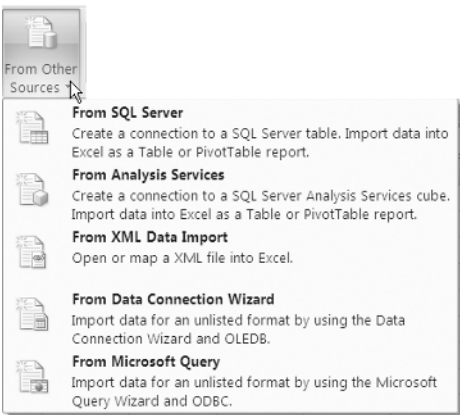 From Other
Sources
From SQL Server
Create a connection to a SQL Server table. Import data into
Excel as a Table or PivotTable report.
From Analysis Services
Create a connection to a SQL Server Analysis Services cube.
Import data into Excel as a Table or PivotTable report.
From XML Data Import
Open or map a XML file into Excel.
From Data Connection Wizard
Import data for an unlisted format by using the Data
Connection Wizard and OLEDB.
From Microsoft Query
Import data for an unlisted format by using the Microsoft
Query Wizard and ODBC.